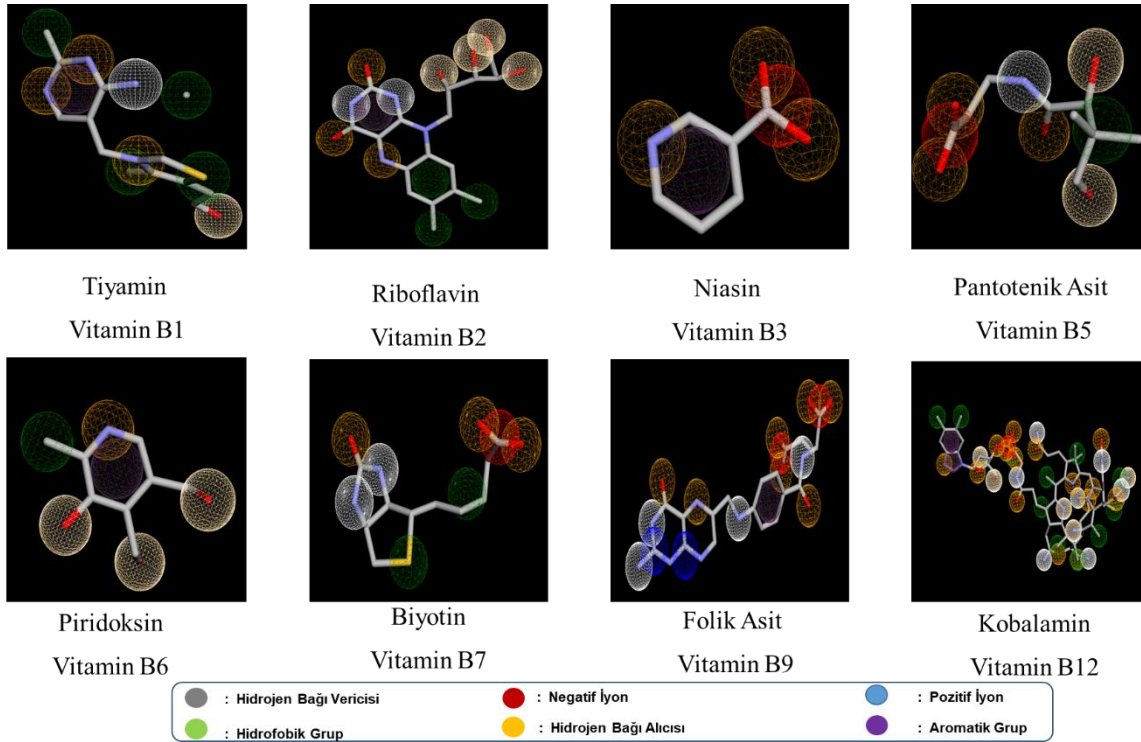 Tiyamin
Vitamin B1
Riboflavin
Vitamin B2
Niasin
Vitamin B3
Pantotenik Asit
Vitamin B5
Piridoksin
Vitamin B6
Biyotin
Vitamin B7
Folik Asit
Vitamin B9
Kobalamin
Vitamin B12
: Hidrojen Bağı Vericisi
: Negatif İyon
: Pozitif İyon
: Hidrofobik Grup
: Hidrojen Bağı Alıcısı
: Aromatik Grup